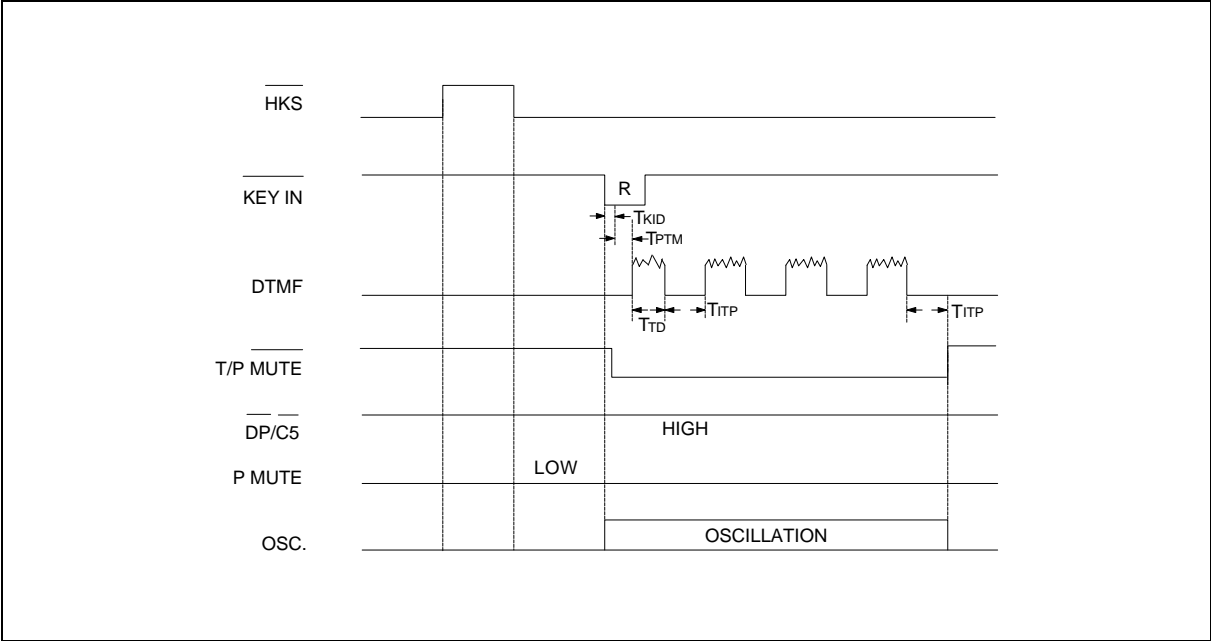 HKS
KEY IN
R
TKID
TPTM
DTMF
TTD
TITP
TITP
T/P MUTE
DP/C5
HIGH
P MUTE
LOW
OSC.
OSCILLATION